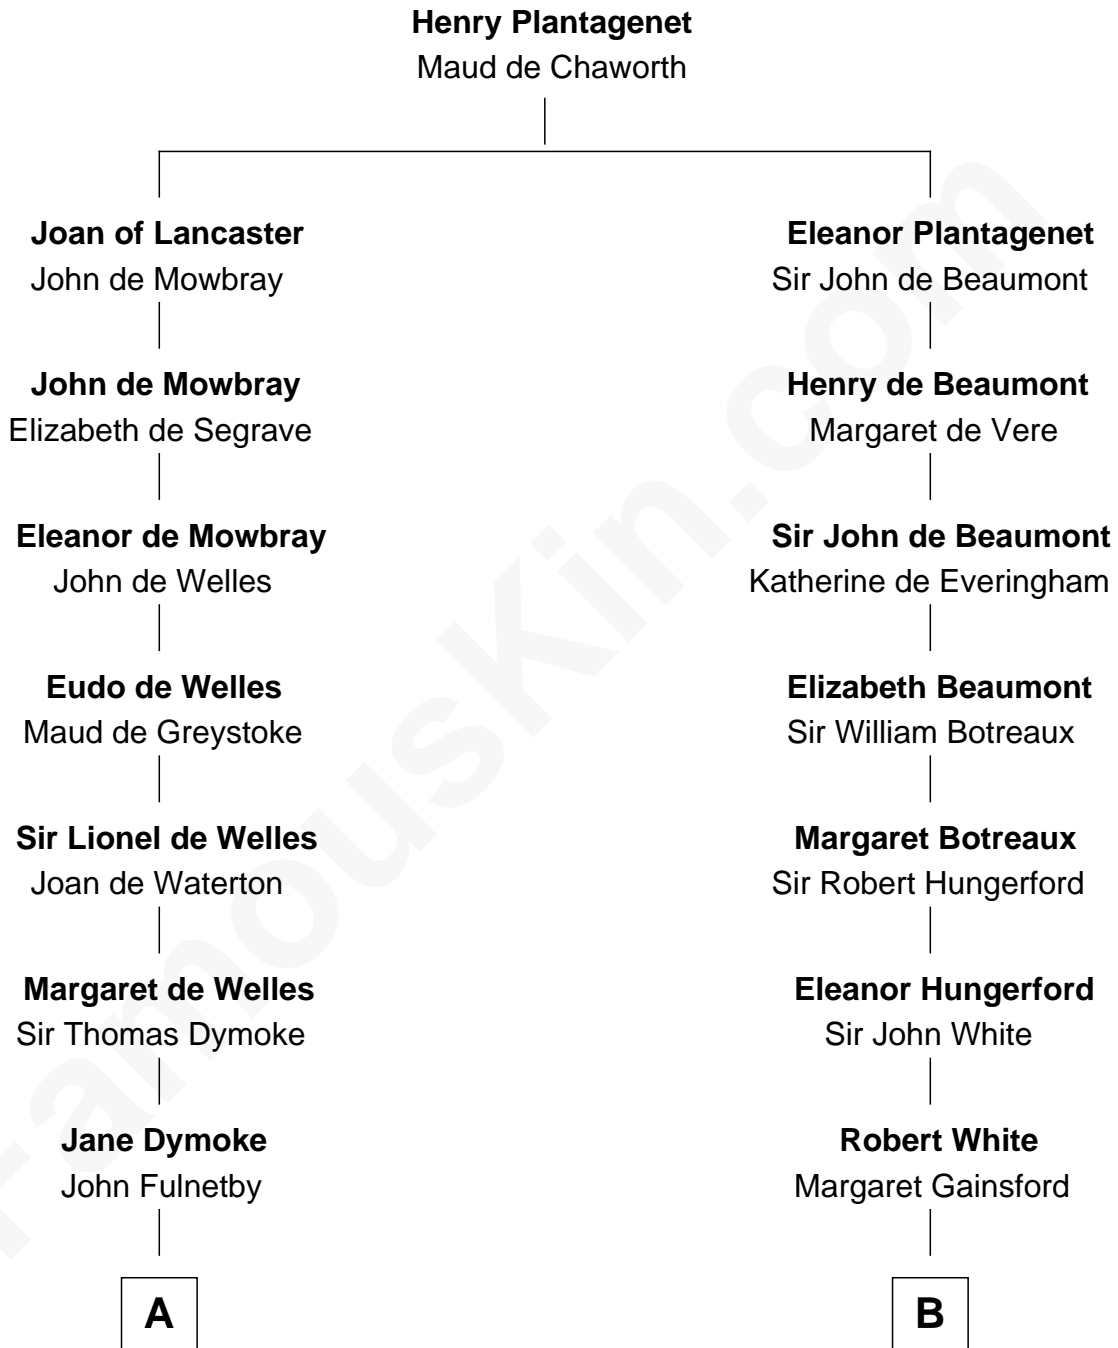 Henry Plantagenet
Maud de Chaworth
Joan of Lancaster
John de Mowbray
Eleanor Plantagenet
Sir John de Beaumont
John de Mowbray
Elizabeth de Segrave
Henry de Beaumont
Margaret de Vere
Eleanor de Mowbray
John de Welles
Sir John de Beaumont
Katherine de Everingham
Eudo de Welles
Maud de Greystoke
Elizabeth Beaumont
Sir William Botreaux
Sir Lionel de Welles
Joan de Waterton
Margaret Botreaux
Sir Robert Hungerford
Margaret de Welles
Sir Thomas Dymoke
Eleanor Hungerford
Sir John White
Jane Dymoke
John Fulnetby
Robert White
Margaret Gainsford
A
B
FamousKin.com